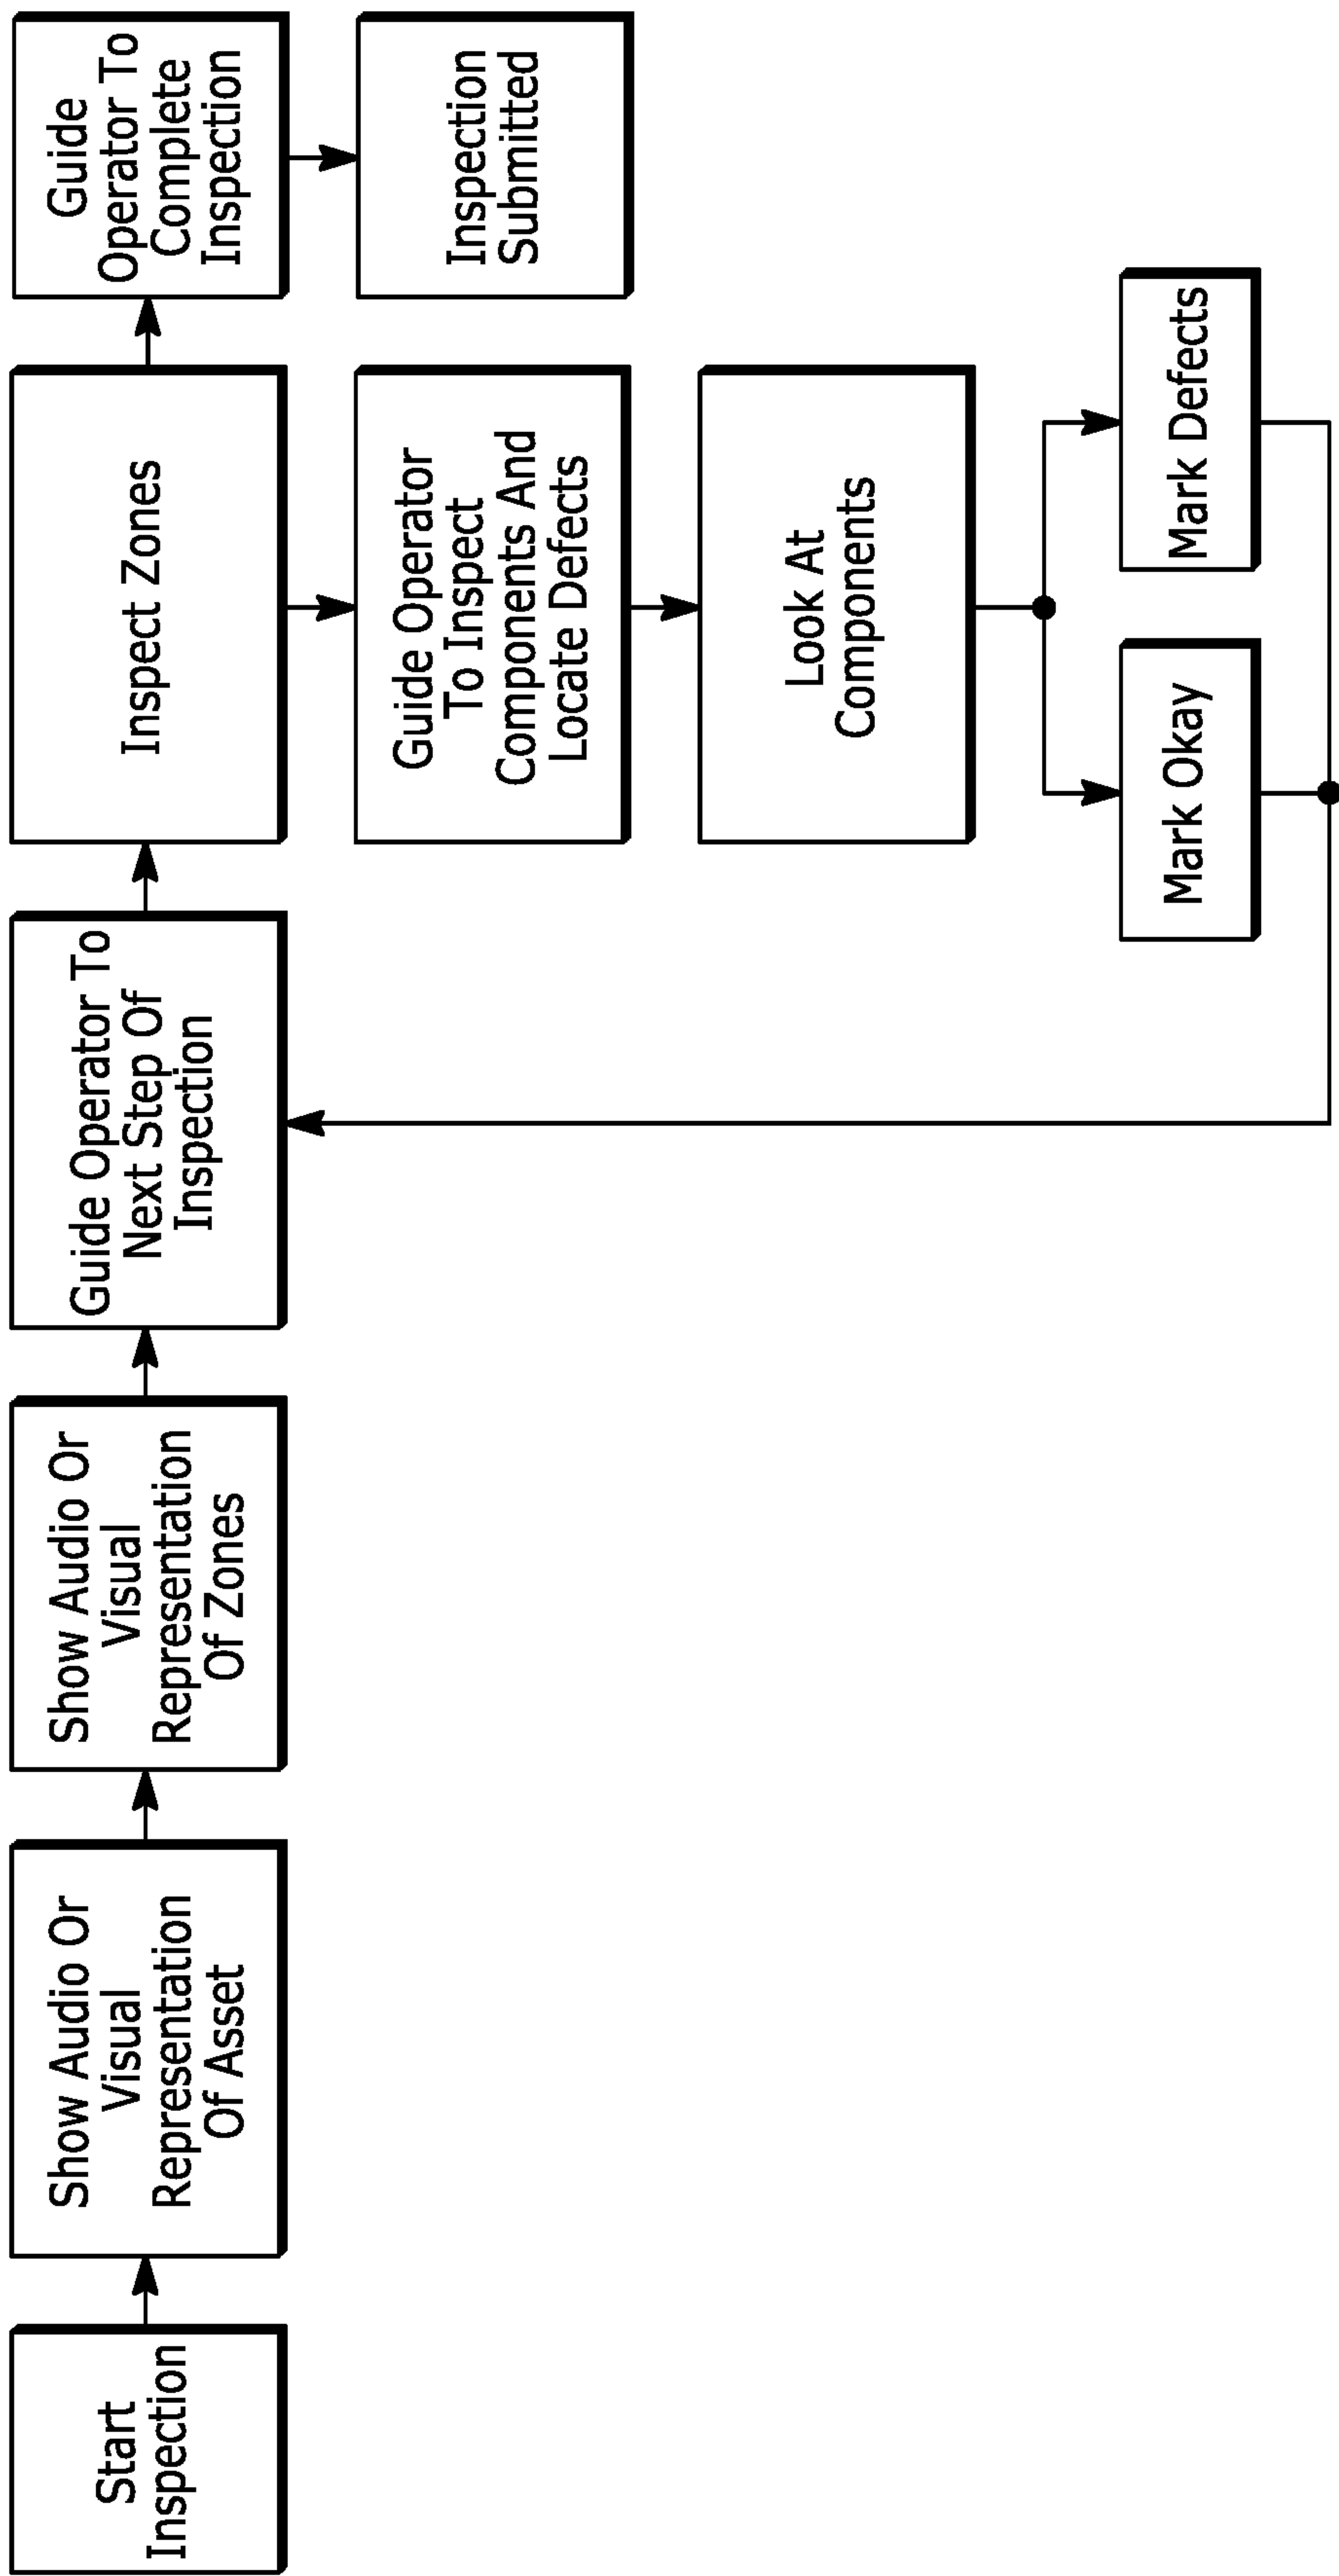 Start
Inspection
Show Audio Or
Visual
Representation
Of Asset
Show Audio Or
Visual
Representation
Of Zones
Guide Operator To
Next Step Of
Inspection
Inspect Zones
Guide
Operator To
Complete
Inspection
Guide Operator
To Inspect
Components And
Locate Defects
Inspection
Submitted
Look At
Components
Mark Okay
Mark Defects